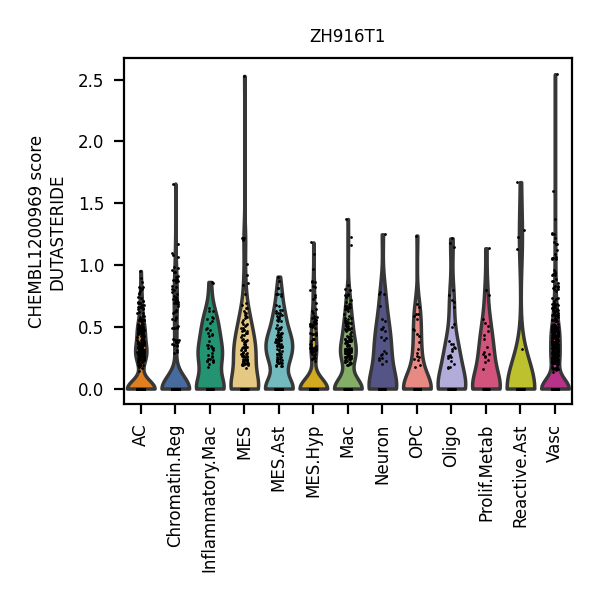 ZH916T1
CHEMBL1200969 score
DUTASTERIDE
2.5
2.0
1.5
1.0
0.5
0.0
AC
Chromatin.Reg
Inflammatory.Mac
MES
MES.Ast
MES.Hyp
Mac
Neuron
OPC
Oligo
Prolif.Metab
Reactive.Ast
Vasc